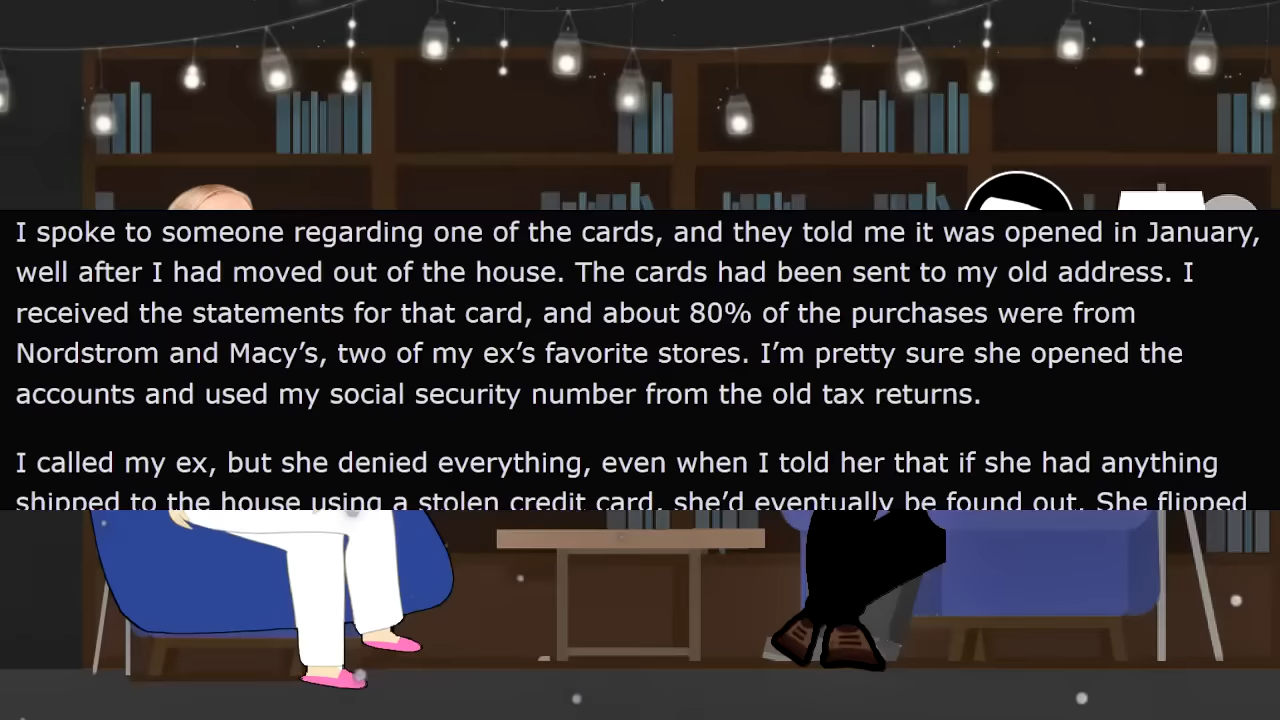 I spoke to someone regarding one of the cards, and they told me it was opened in January,
well after I had moved out of the house. The cards had been sent to my old address. I
received the statements for that card, and about 80% of the purchases were from
Nordstrom and Macy’s, two of my ex’s favorite stores. I’m pretty sure she opened the
accounts and used my social security number from the old tax returns.
I called my ex, but she denied everything, even when I told her that if she had anything
shipped to the house using a stolen credit card, she’d eventually be found out. She flipped